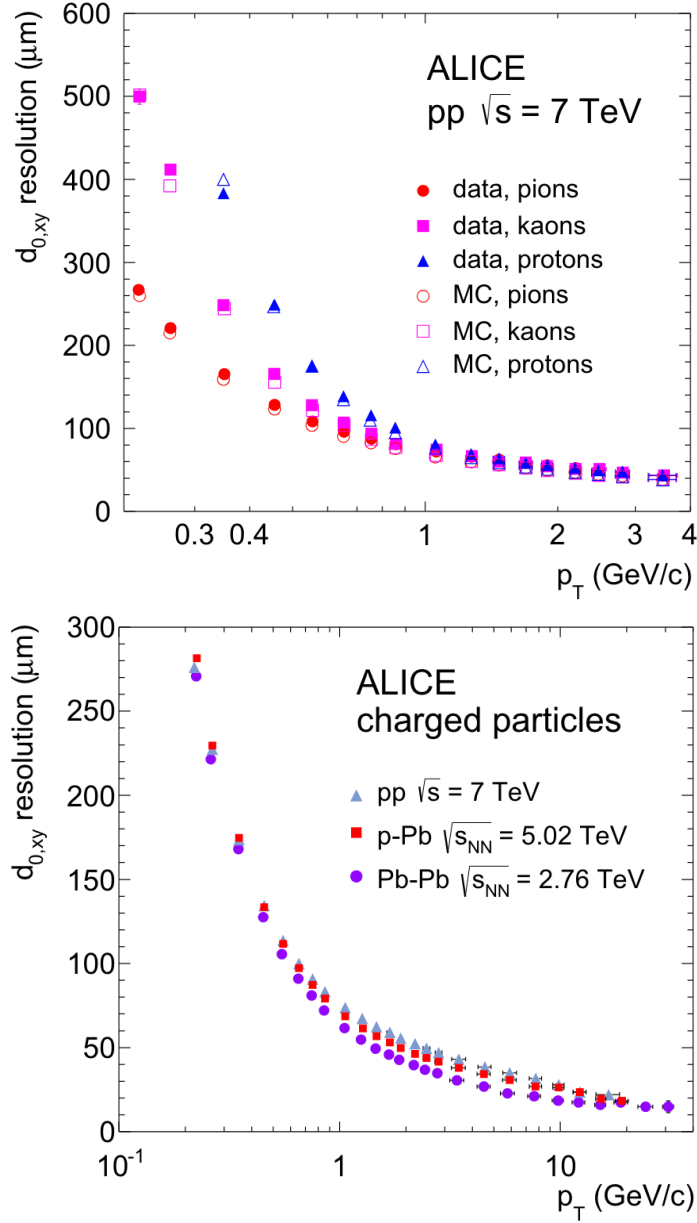 600
500
400
300
200
100
0
d0,xy resolution (μm)
ALICE
pp √s = 7 TeV
data, pions
data, kaons
data, protons
MC, pions
MC, kaons
MC, protons
0.3 0.4 1 2 3 4
pT (GeV/c)
300
250
200
150
100
50
0
d0,xy resolution (μm)
ALICE
charged particles
pp √s = 7 TeV
p-Pb √sNN = 5.02 TeV
Pb-Pb √sNN = 2.76 TeV
10-1 1 10
pT (GeV/c)